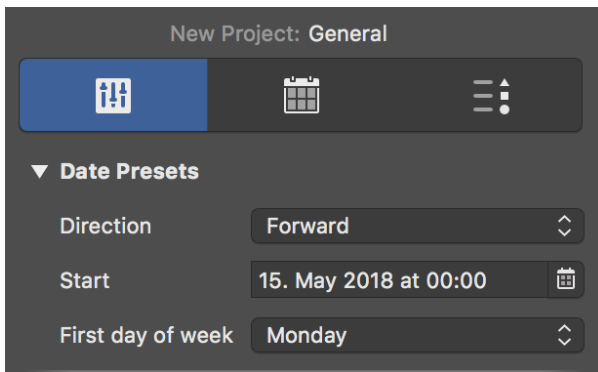 New Project: General
Date Presets
Direction Forward
Start 15. May 2018 at 00:00
First day of week Monday